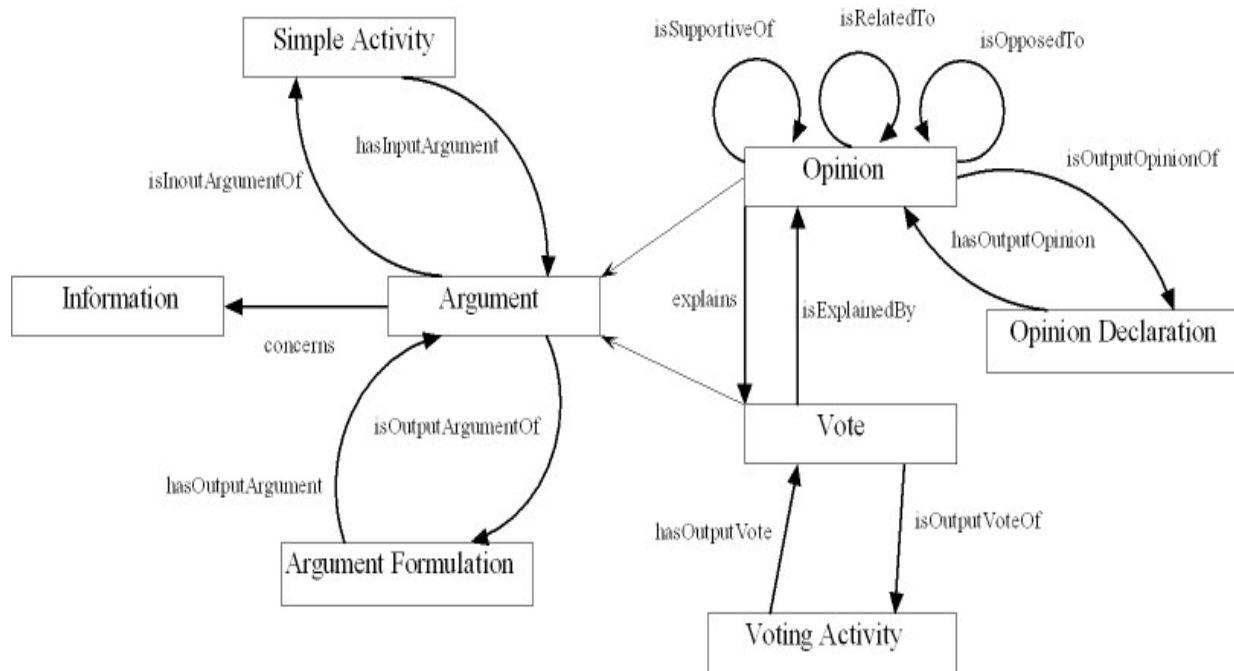 isRelatedTo
isSupportiveOf
isOpposedTo
Simple Activity
hasInputArgument
isInoutArgumentOf
Opinion
isOutputOpinionOf
hasOutputOpinion
Information
Argument
concerns
explains
isExplainedBy
Opinion Declaration
isOutputArgumentOf
hasOutputArgument
Vote
Argument Formulation
hasOutputVote
isOutputVoteOf
Voting Activity